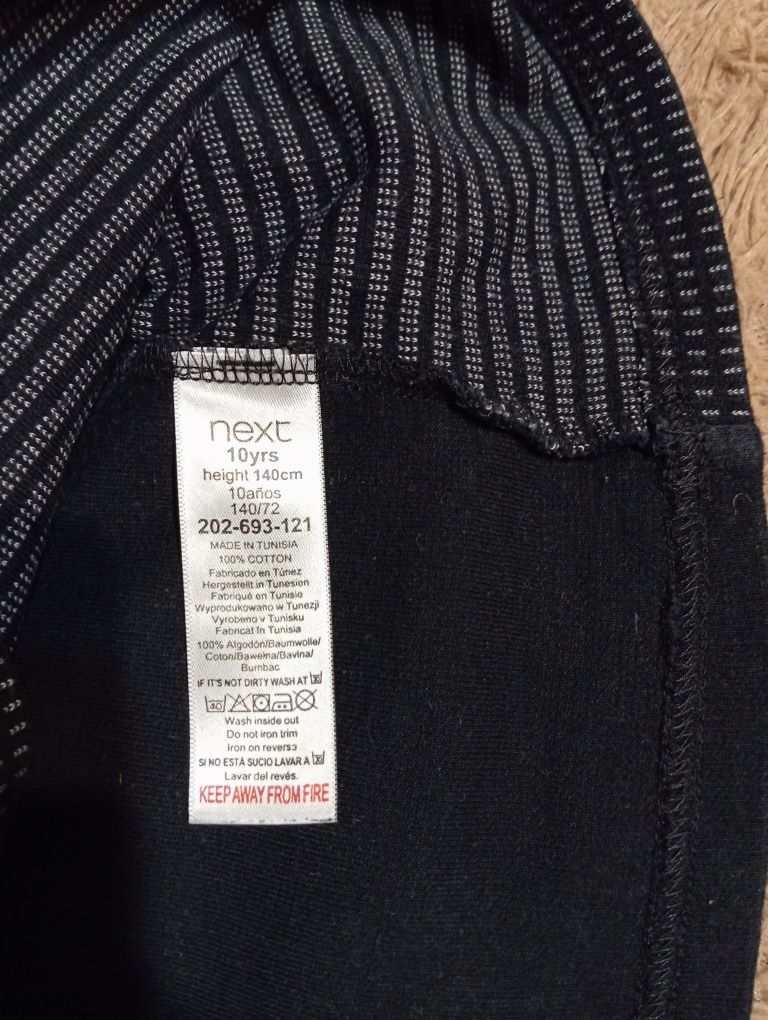 next
10yrs
height 140cm
10años
140/72
202-693-121
MADE IN TUNISIA
100% COTTON
Fabricado en Túnez
Hergestellt in Tunesien
Fabriqué en Tunisie
Wyprodukowano w Tunezji
Vyrobeno v Tunisku
Fabricat în Tunisia
100% Algodón/Baumwolle/
Coton/Bawełna/Bavlna/
Bumbac
IF IT'S NOT DIRTY WASH AT 30
40
Wash inside out
Do not iron trim
Iron on reverse
SI NO ESTÁ SUCIO LAVAR A 30
Lavar del revés.
KEEP AWAY FROM FIRE